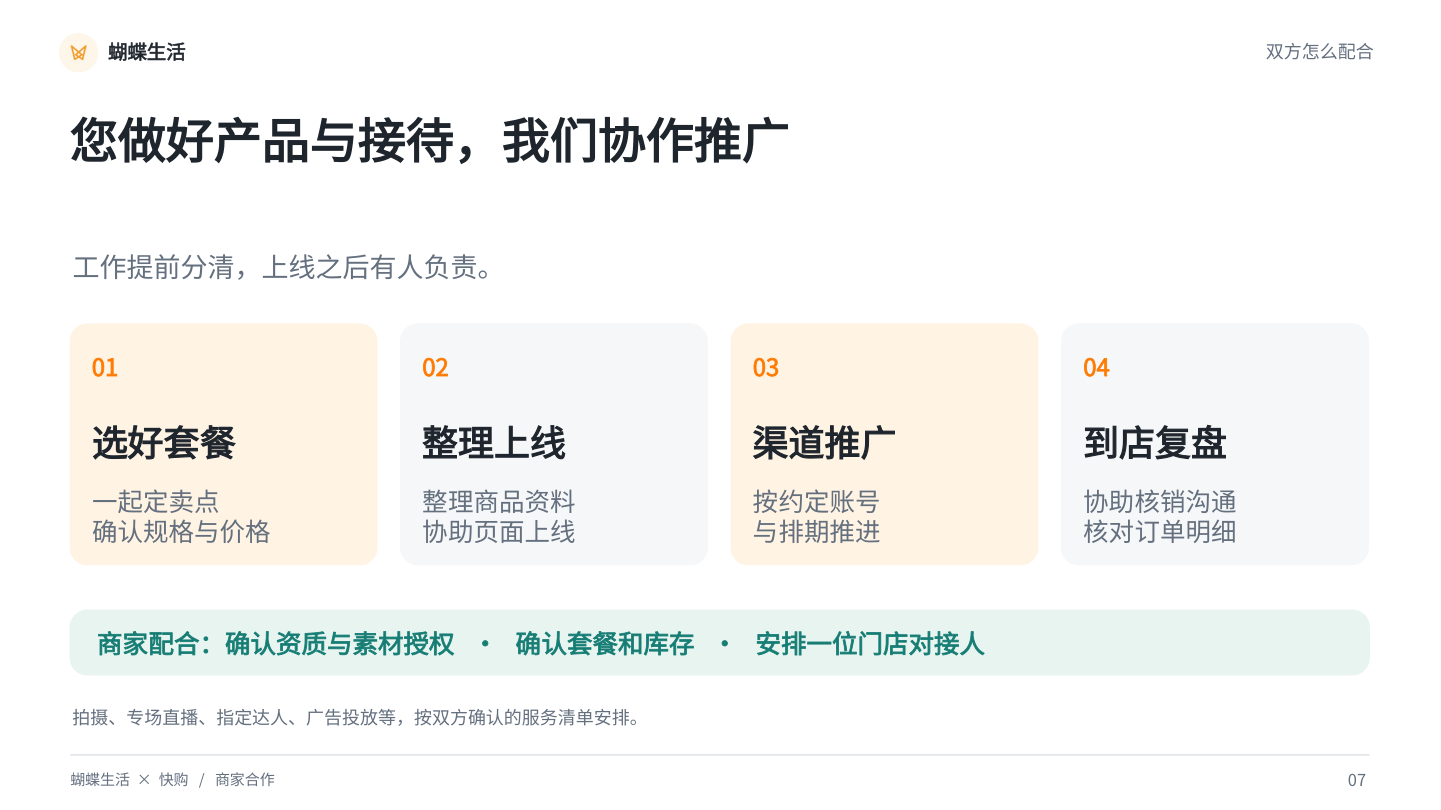 蝴蝶生活
双方怎么配合
您做好产品与接待，我们协作推广
工作提前分清，上线之后有人负责。
01
选好套餐
一起定卖点
确认规格与价格
02
整理上线
整理商品资料
协助页面上线
03
渠道推广
按约定账号
与排期推进
04
到店复盘
协助核销沟通
核对订单明细
商家配合：确认资质与素材授权 • 确认套餐和库存 • 安排一位门店对接人
拍摄、专场直播、指定达人、广告投放等，按双方确认的服务清单安排。
蝴蝶生活 × 快购 / 商家合作
07